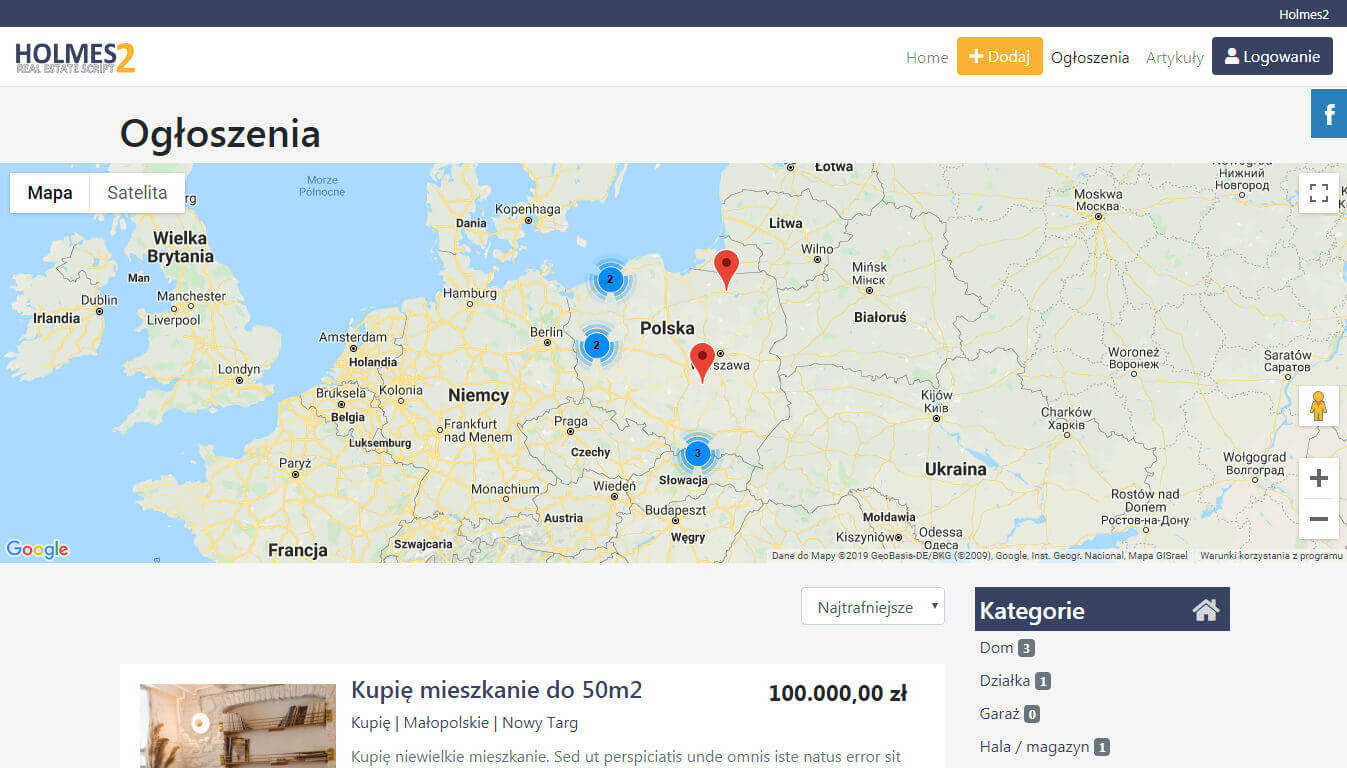 Holmes2
HOLMES2
REAL ESTATE SCRIPT
Home
Dodaj
Ogłoszenia
Artykuły
Logowanie
f
Ogłoszenia
Mapa
Satelita
Morze
Północne
Łotwa
Нижний
Новгород
Moskwa
Москва
Kopenhaga
Dania
Litwa
Wilno
Wielka
Brytania
Man
Mińsk
Мінск
2
Dublin
Manchester
Hamburg
Irlandia
Liverpool
Białoruś
Polska
Berlin
Amsterdam
2
Holandia
Warszawa
Woroneż
Воронеж
Saratów
Саратов
Londyn
Bruksela
Kolonia
Niemcy
Kijów
Київ
Belgia
Frankfurt
nad Menem
Praga
Charków
Харків
Luksemburg
Czechy
3
Wołgograd
Волгоград
Paryż
Słowacja
Ukraina
Monachium
Wiedeń
Rostów nad
Donem
Ростов-на-Дону
Budapeszt
Austria
Mołdawia
Francja
Szwajcaria
Węgry
Kiszyniów
Odessa
Одеса
Google
Dane do Mapy ©2019 GeoBasis-DE/BKG (©2009), Google, Inst. Geogr. Nacional, Mapa GISrael
Warunki korzystania z programu
Najtrafniejsze
Kategorie
Dom 3
Działka 1
Garaż 0
Hala / magazyn 1
Kupię mieszkanie do 50m2
100.000,00 zł
Kupię | Małopolskie | Nowy Targ
Kupię niewielkie mieszkanie. Sed ut perspiciatis unde omnis iste natus error sit